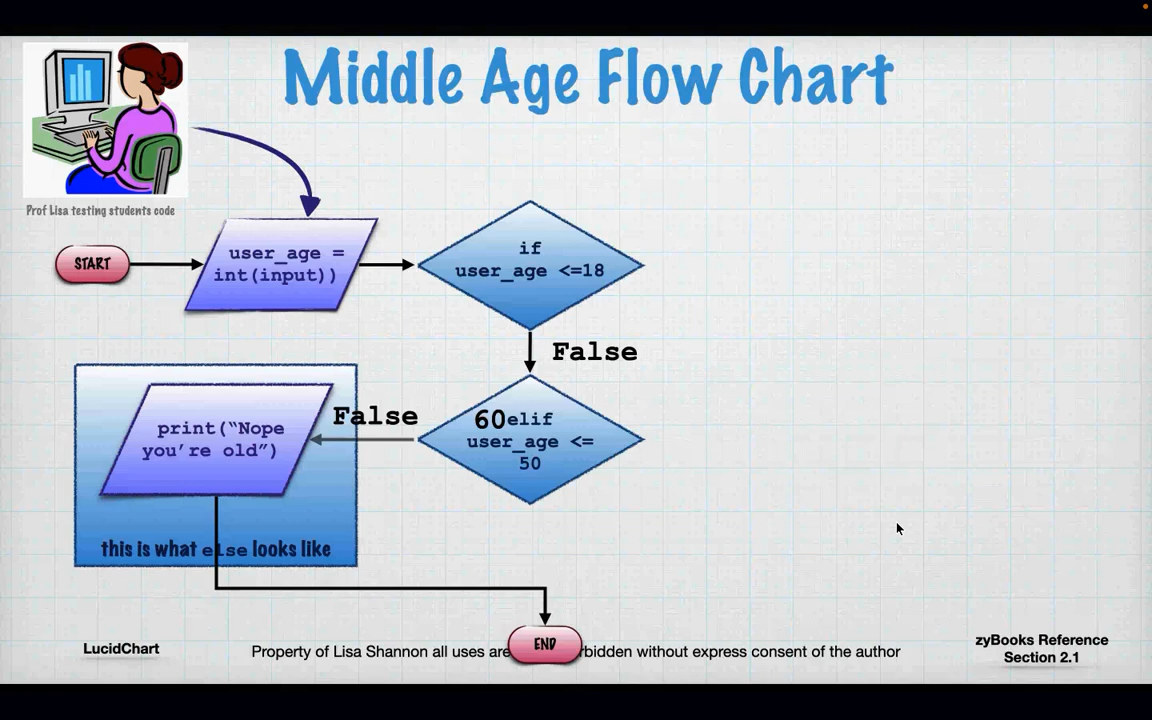 Middle Age Flow Chart
Prof Lisa testing students code
START
user_age =
int(input))
if
user_age <=18
False
60
elif
user_age <=
50
False
print(“Nope
you’re old”)
this is what else looks like
END
LucidChart
Property of Lisa Shannon all uses are rbidden without express consent of the author
zyBooks Reference
Section 2.1